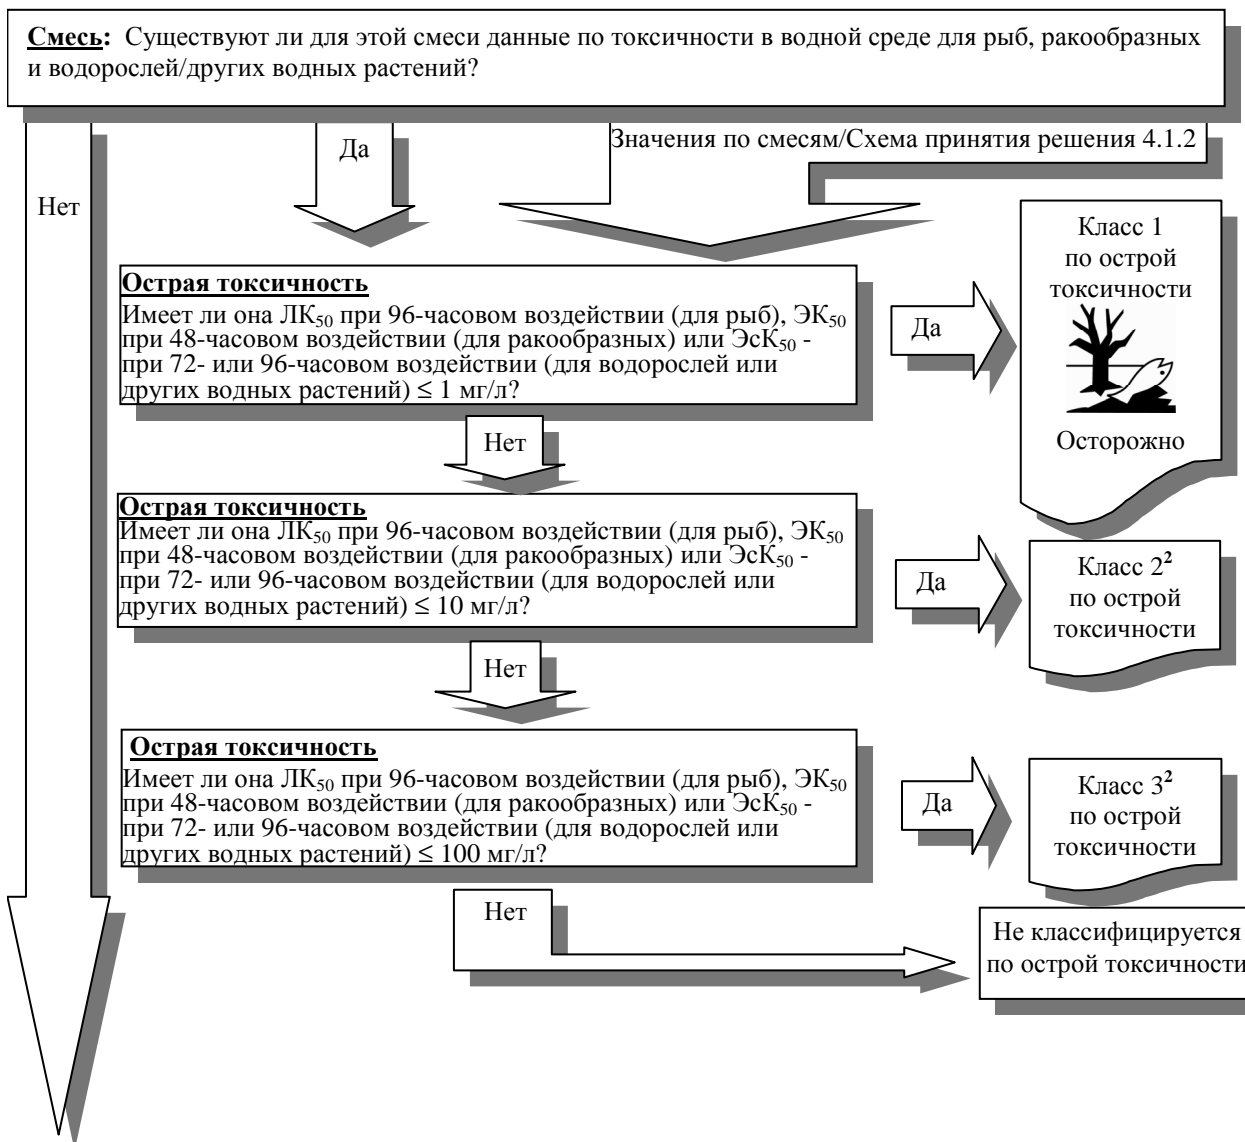 Смесь: Существуют ли для этой смеси данные по токсичности в водной среде для рыб, ракообразных
и водорослей/других водных растений?
Да
Значения по смесям/Схема принятия решения 4.1.2
Нет
Острая токсичность
Имеет ли она ЛК50 при 96-часовом воздействии (для рыб), ЭК50
при 48-часовом воздействии (для ракообразных) или ЭсК50 -
при 72- или 96-часовом воздействии (для водорослей или
других водных растений) ≤ 1 мг/л?
Да
Класс 1
по острой
токсичности
Осторожно
Нет
Острая токсичность
Имеет ли она ЛК50 при 96-часовом воздействии (для рыб), ЭК50
при 48-часовом воздействии (для ракообразных) или ЭсК50 -
при 72- или 96-часовом воздействии (для водорослей или
других водных растений) ≤ 10 мг/л?
Да
Класс 2²
по острой
токсичности
Нет
Острая токсичность
Имеет ли она ЛК50 при 96-часовом воздействии (для рыб), ЭК50
при 48-часовом воздействии (для ракообразных) или ЭсК50 -
при 72- или 96-часовом воздействии (для водорослей или
других водных растений) ≤ 100 мг/л?
Да
Класс 3²
по острой
токсичности
Нет
Не классифицируется
по острой токсичности